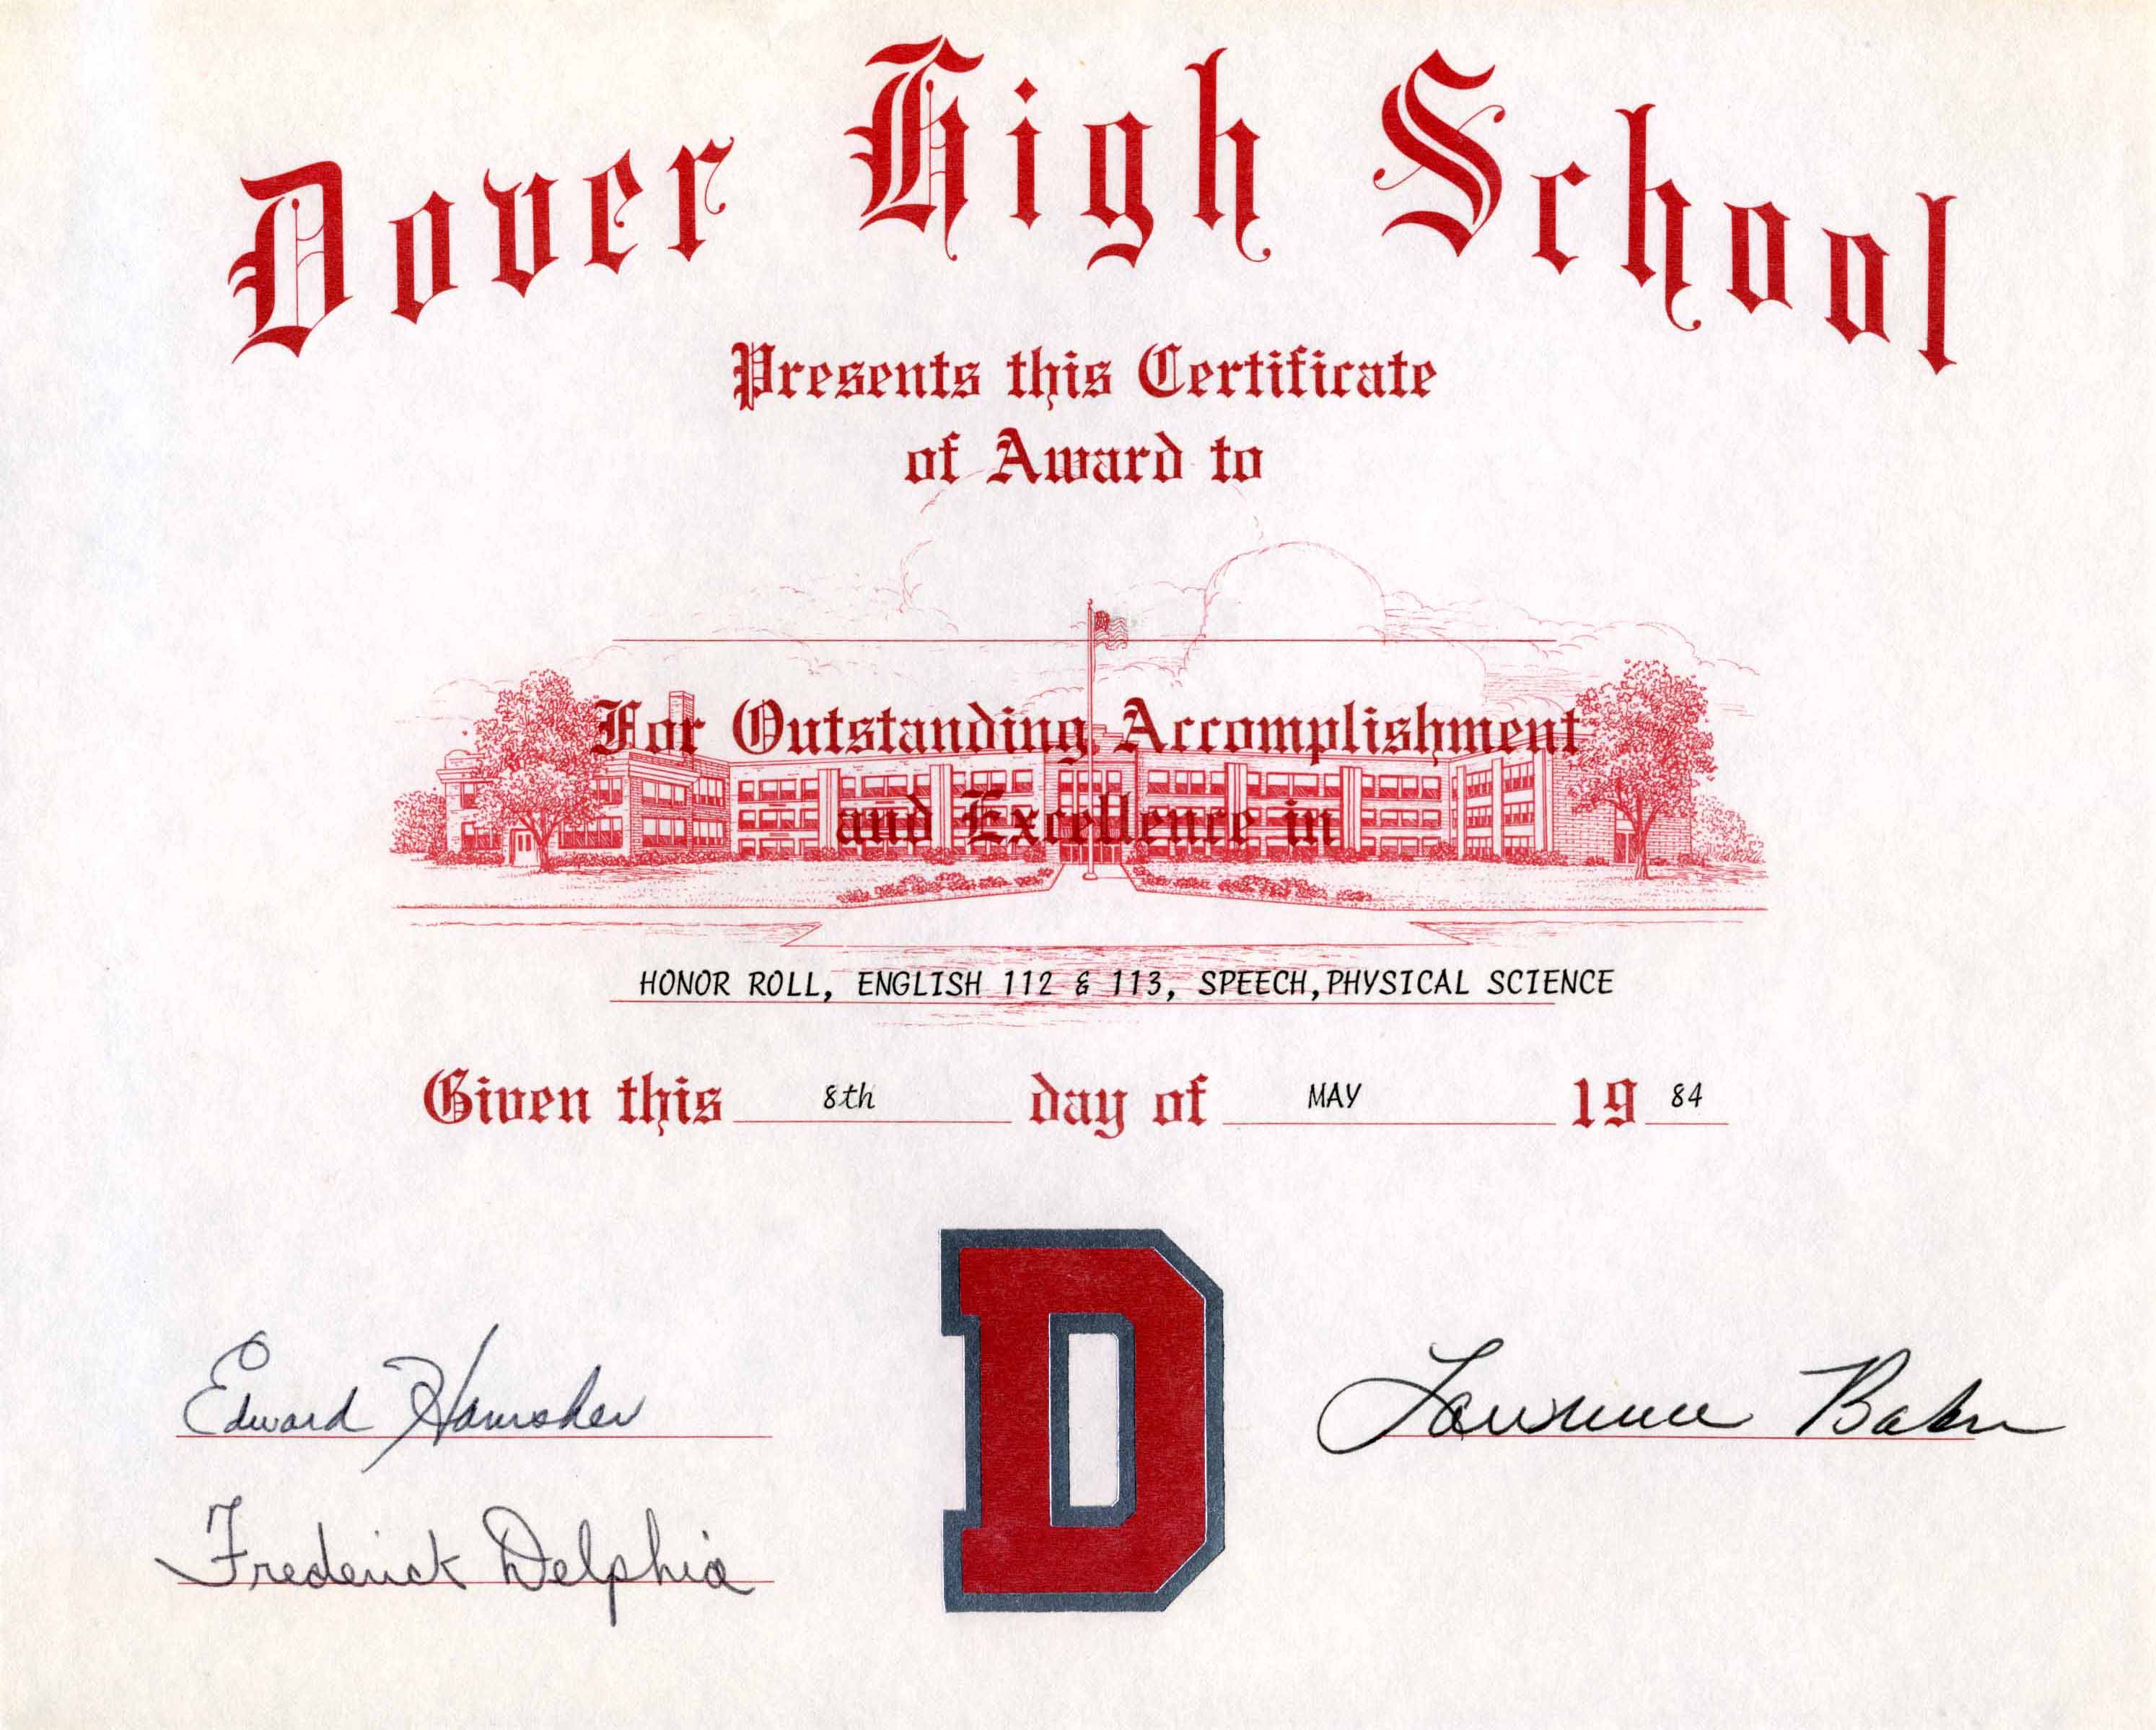 Dover High School
Presents this Certificate
of Award to
For Outstanding Accomplishment
and Excellence in
HONOR ROLL, ENGLISH 112 & 113, SPEECH, PHYSICAL SCIENCE
Given this 8th day of MAY 19 84
D
Edward Hamsher
Lawrence Baker
Frederick Delphia